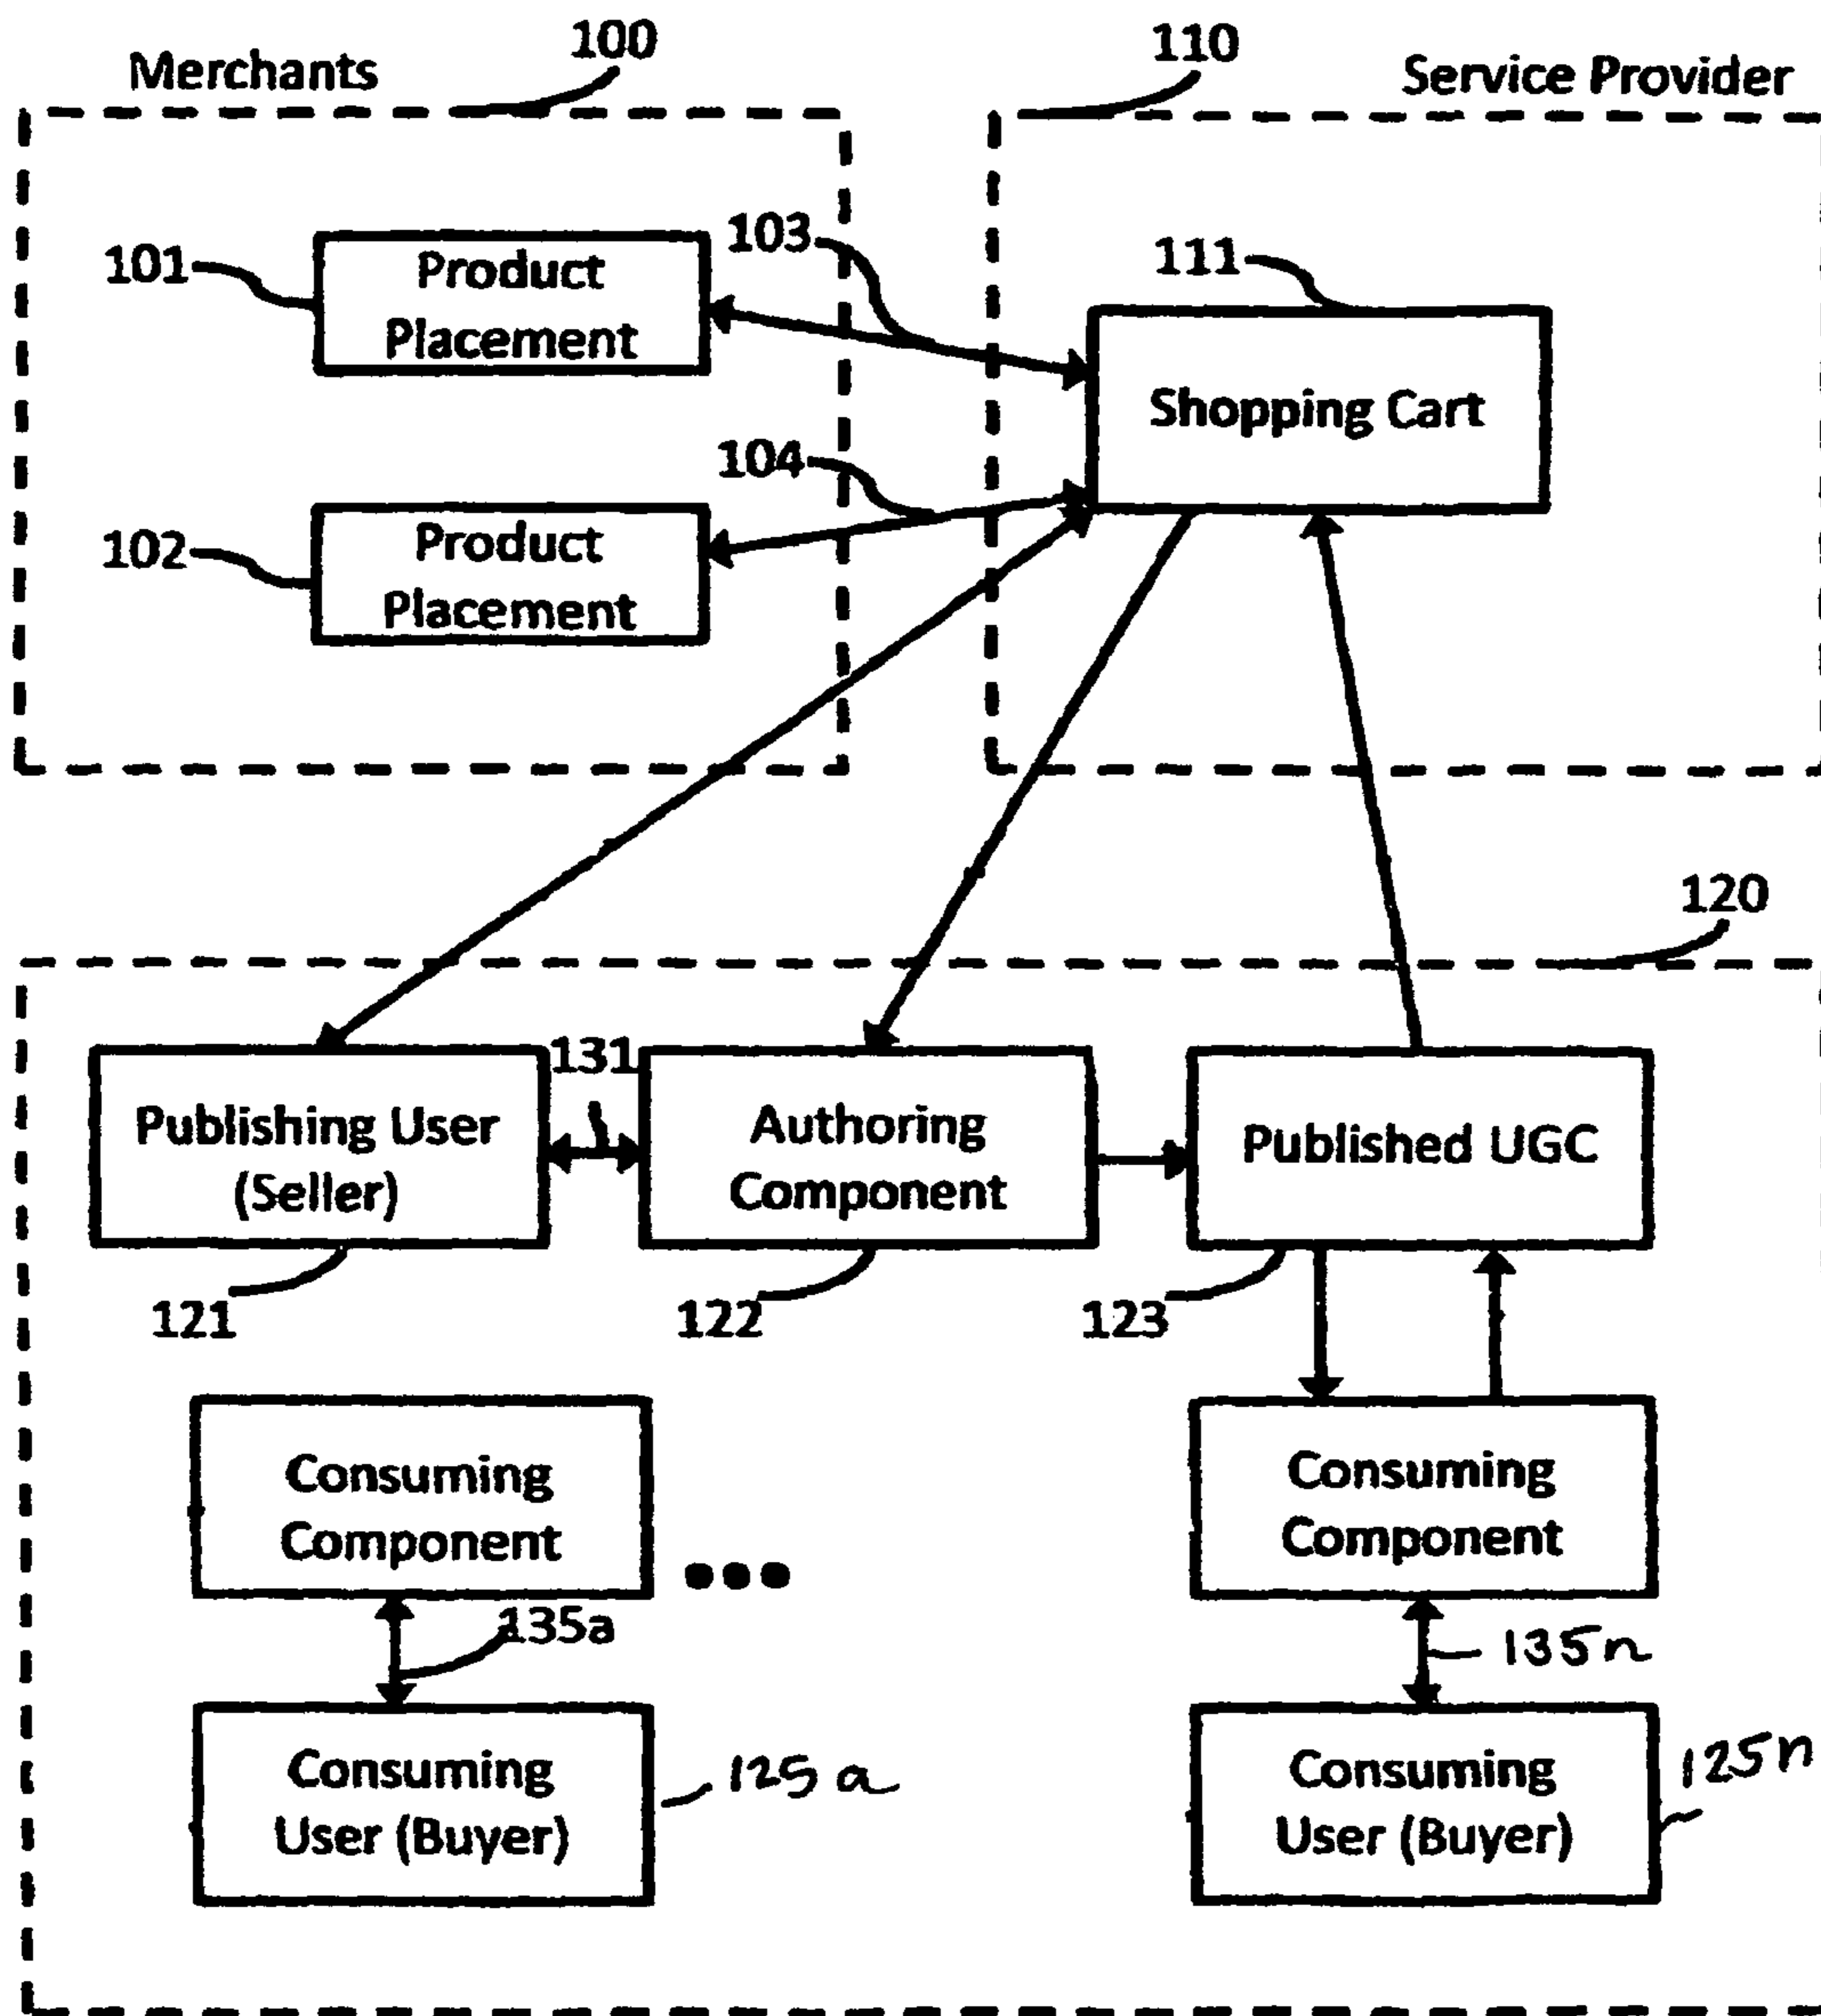 100
110
Merchants
Service Provider
103
111
101
Product
Placement
Shopping Cart
104
102
Product
Placement
120
131
Publishing User
(Seller)
Authoring
Component
Published UGC
121
122
123
Consuming
Component
Consuming
Component
135a
135n
Consuming
User (Buyer)
125a
Consuming
User (Buyer)
125n